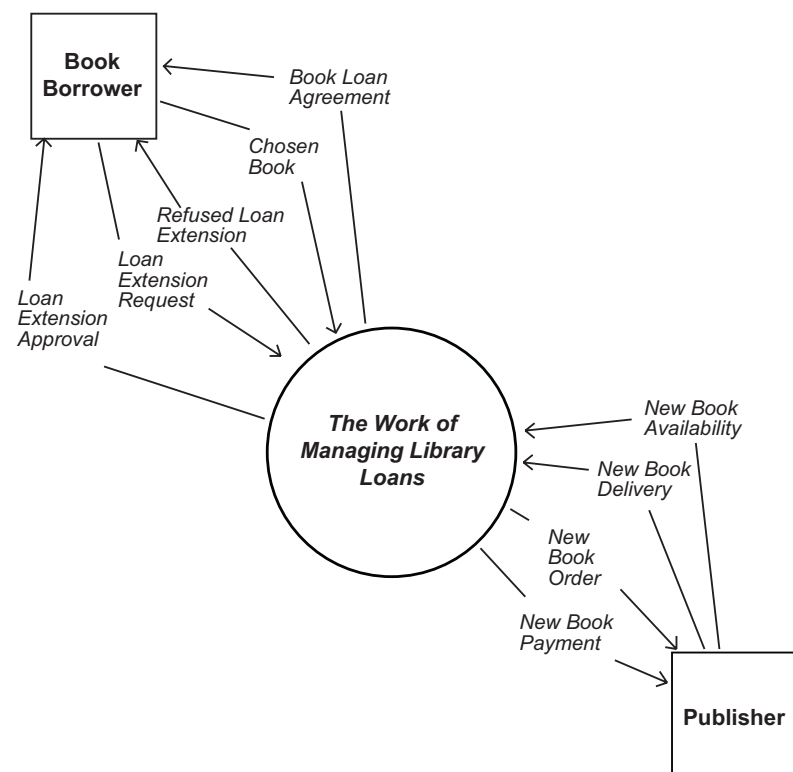 Book
Borrower
Book Loan
Agreement
Chosen
Book
Refused Loan
Extension
Loan
Extension
Request
Loan
Extension
Approval
The Work of
Managing Library
Loans
New Book
Availability
New Book
Delivery
New
Book
Order
New Book
Payment
Publisher